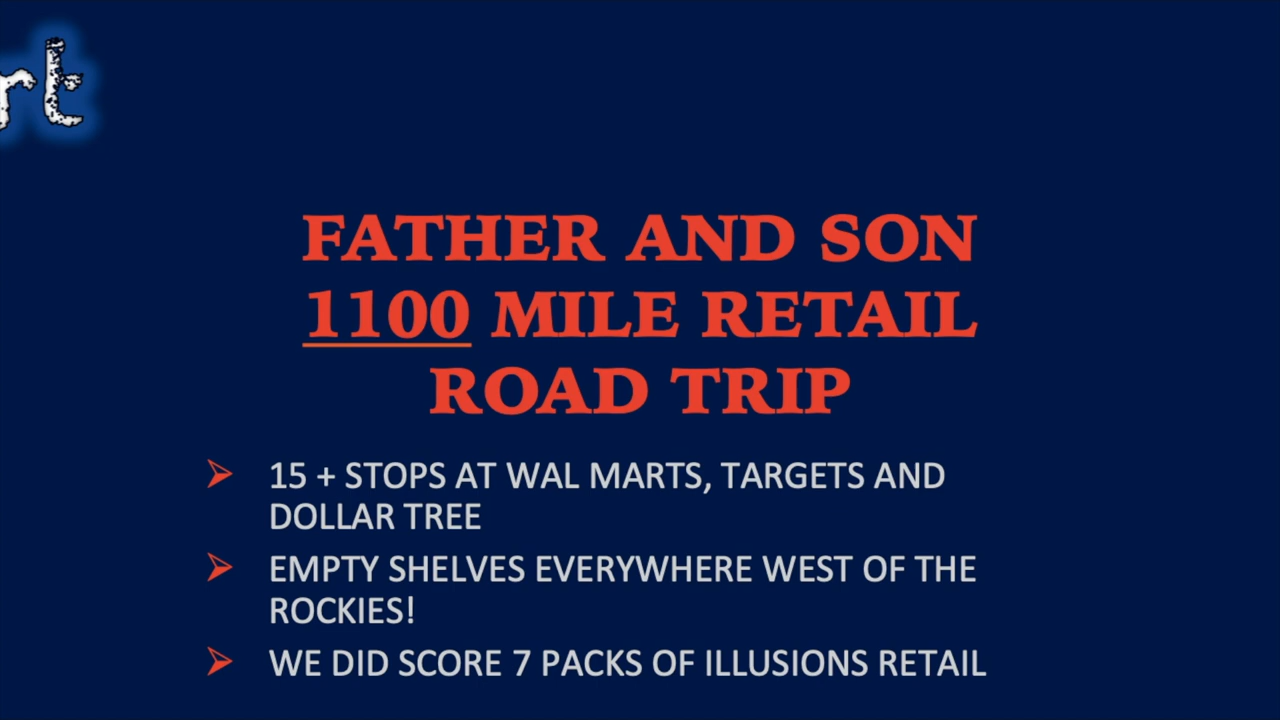 rt
FATHER AND SON
1100 MILE RETAIL
ROAD TRIP
15 + STOPS AT WAL MARTS, TARGETS AND
DOLLAR TREE
EMPTY SHELVES EVERYWHERE WEST OF THE
ROCKIES!
WE DID SCORE 7 PACKS OF ILLUSIONS RETAIL